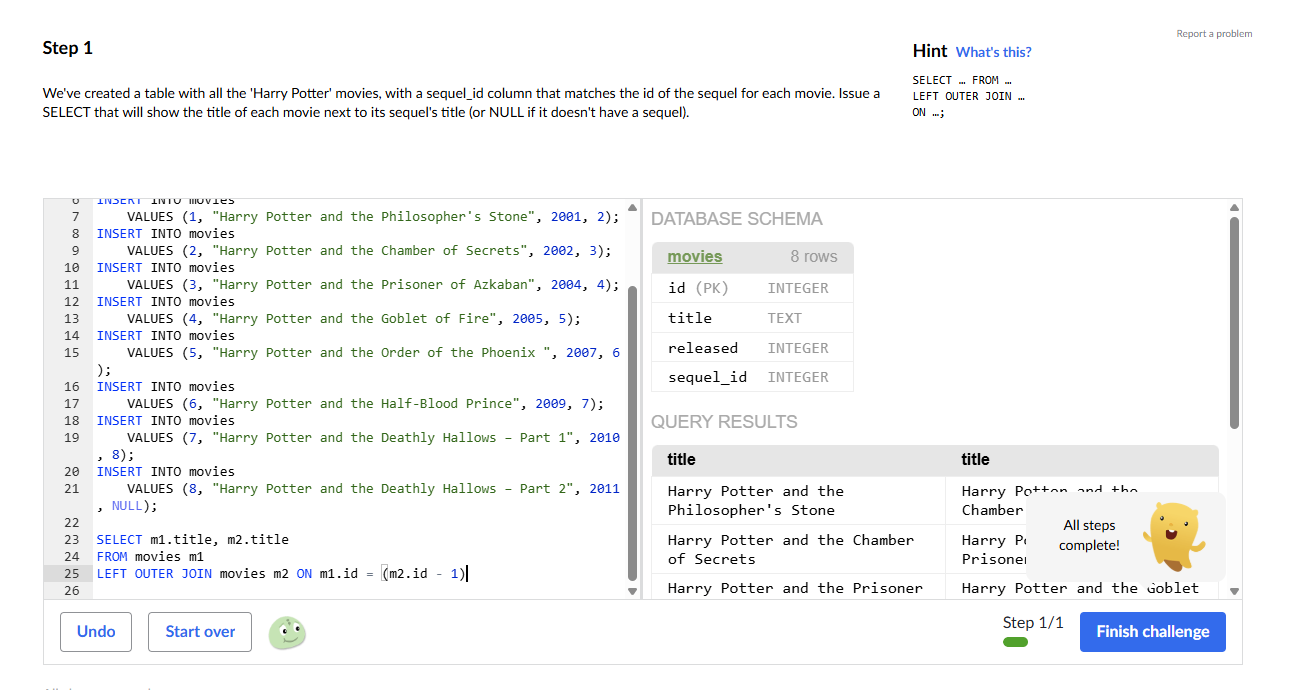 Report a problem
Step 1
Hint What's this?
We've created a table with all the 'Harry Potter' movies, with a sequel_id column that matches the id of the sequel for each movie. Issue a
SELECT that will show the title of each movie next to its sequel's title (or NULL if it doesn't have a sequel).
SELECT … FROM …
LEFT OUTER JOIN …
ON …;
6 INSERT INTO movies
7 VALUES (1, "Harry Potter and the Philosopher's Stone", 2001, 2);
8 INSERT INTO movies
9 VALUES (2, "Harry Potter and the Chamber of Secrets", 2002, 3);
10 INSERT INTO movies
11 VALUES (3, "Harry Potter and the Prisoner of Azkaban", 2004, 4);
12 INSERT INTO movies
13 VALUES (4, "Harry Potter and the Goblet of Fire", 2005, 5);
14 INSERT INTO movies
15 VALUES (5, "Harry Potter and the Order of the Phoenix ", 2007, 6
);
16 INSERT INTO movies
17 VALUES (6, "Harry Potter and the Half-Blood Prince", 2009, 7);
18 INSERT INTO movies
19 VALUES (7, "Harry Potter and the Deathly Hallows – Part 1", 2010
, 8);
20 INSERT INTO movies
21 VALUES (8, "Harry Potter and the Deathly Hallows – Part 2", 2011
, NULL);
22
23 SELECT m1.title, m2.title
24 FROM movies m1
25 LEFT OUTER JOIN movies m2 ON m1.id = (m2.id - 1)
26
DATABASE SCHEMA
movies 8 rows
id (PK) INTEGER
title TEXT
released INTEGER
sequel_id INTEGER
QUERY RESULTS
title title
Harry Potter and the Harry Potter and the
Philosopher's Stone Chamber
Harry Potter and the Chamber Harry
of Secrets Prisoner
Harry Potter and the Prisoner Harry Potter and the Goblet
All steps
complete!
Undo
Start over
Step 1/1
Finish challenge